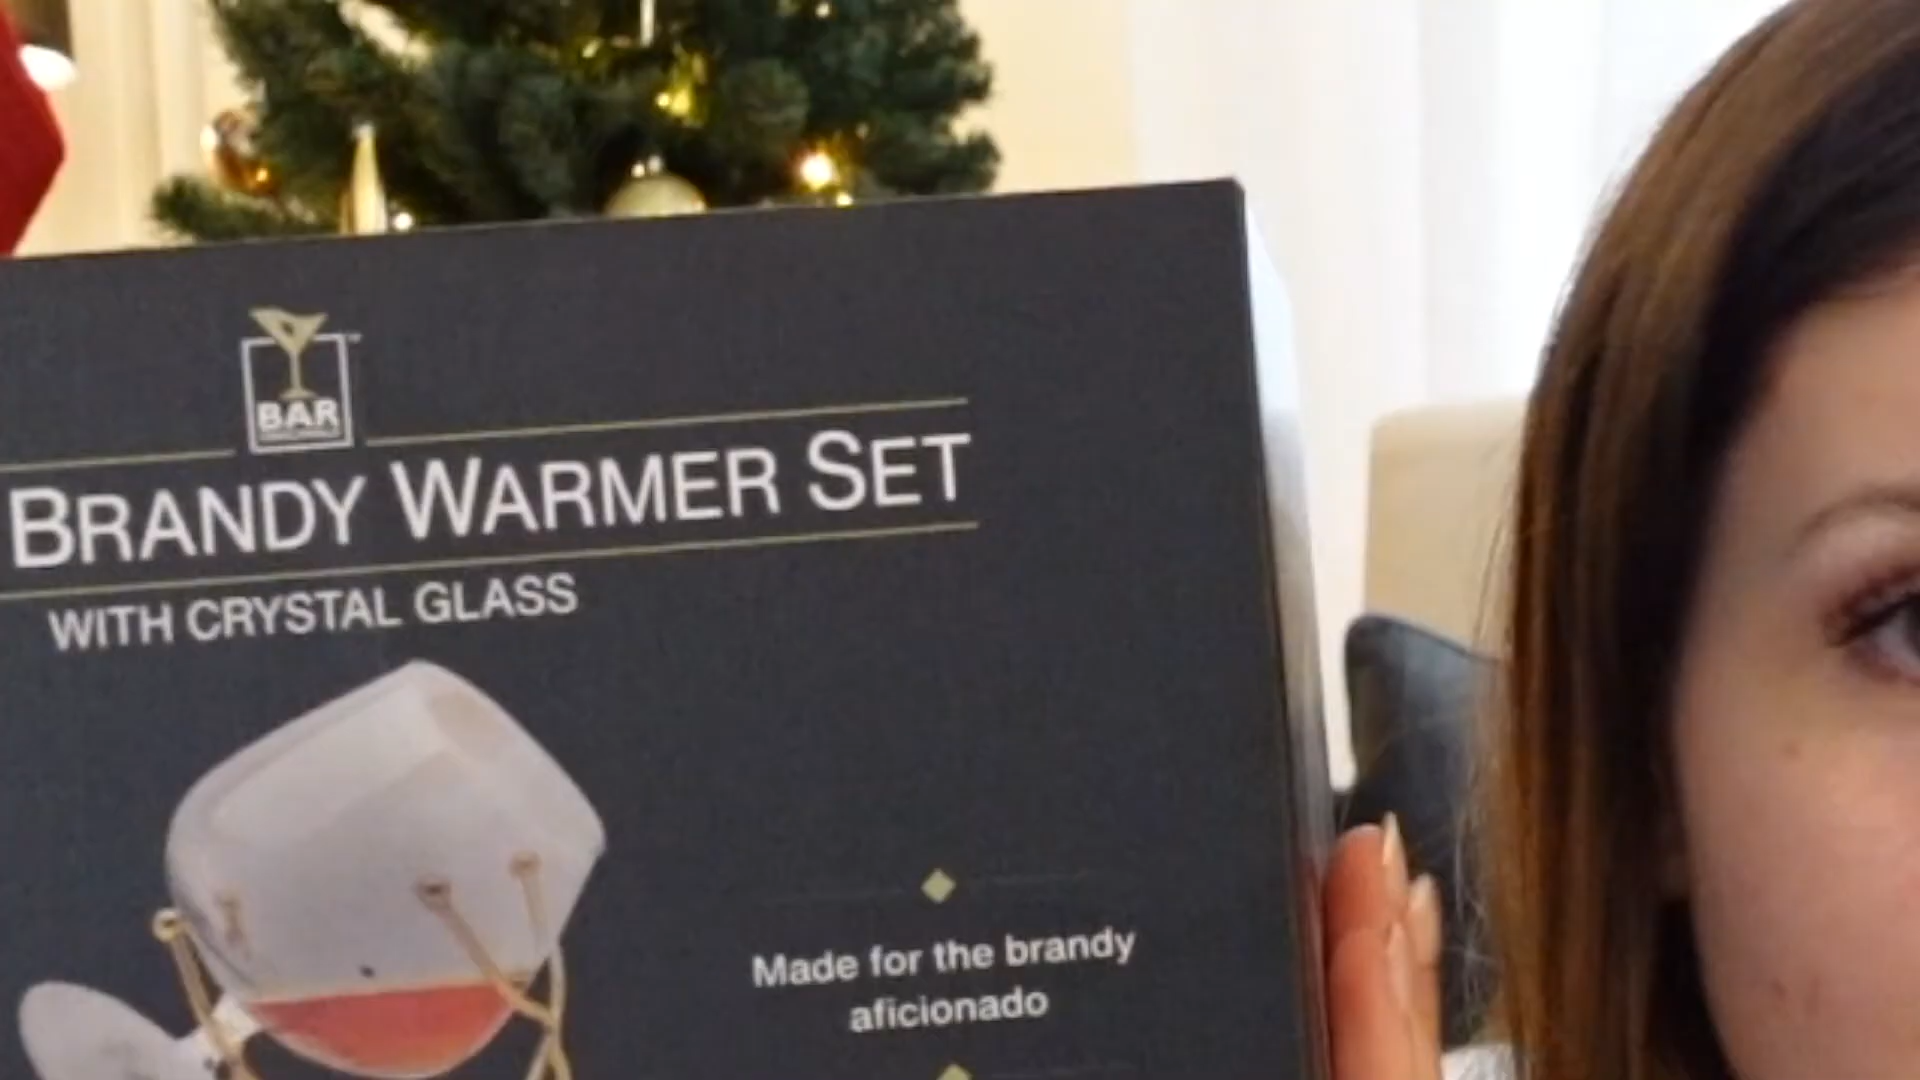 BAR
BRANDY WARMER SET
WITH CRYSTAL GLASS
Made for the brandy
aficionado